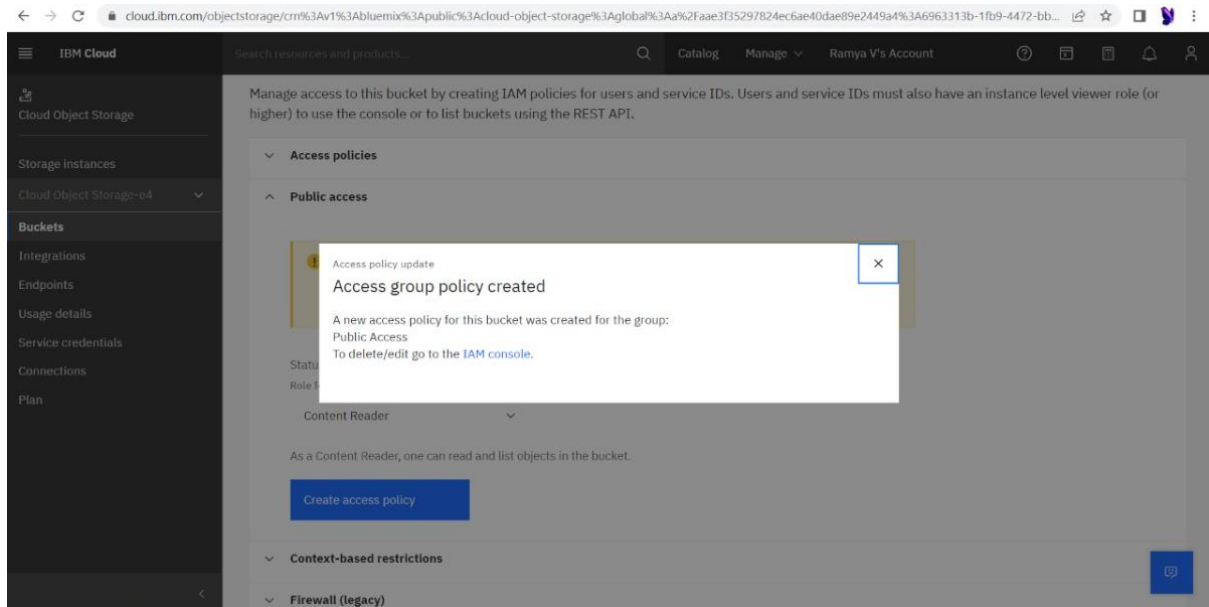 cloud.ibm.com/objectstorage/crn%3Av1%3Abluemix%3Apublic%3Acloud-object-storage%3Aglobal%3Aa%2Faae3f35297824ec6ae40dae89e2449a4%3A6963313b-1fb9-4472-bb...
IBM Cloud
Search resources and products...
Catalog
Manage
Ramya V's Account
Cloud Object Storage
Storage instances
Cloud Object Storage-e4
Buckets
Integrations
Endpoints
Usage details
Service credentials
Connections
Plan
Manage access to this bucket by creating IAM policies for users and service IDs. Users and service IDs must also have an instance level viewer role (or
higher) to use the console or to list buckets using the REST API.
Access policies
Public access
Access policy update
Access group policy created
A new access policy for this bucket was created for the group:
Public Access
To delete/edit go to the IAM console.
Statu
Role f
Content Reader
As a Content Reader, one can read and list objects in the bucket.
Create access policy
Context-based restrictions
Firewall (legacy)